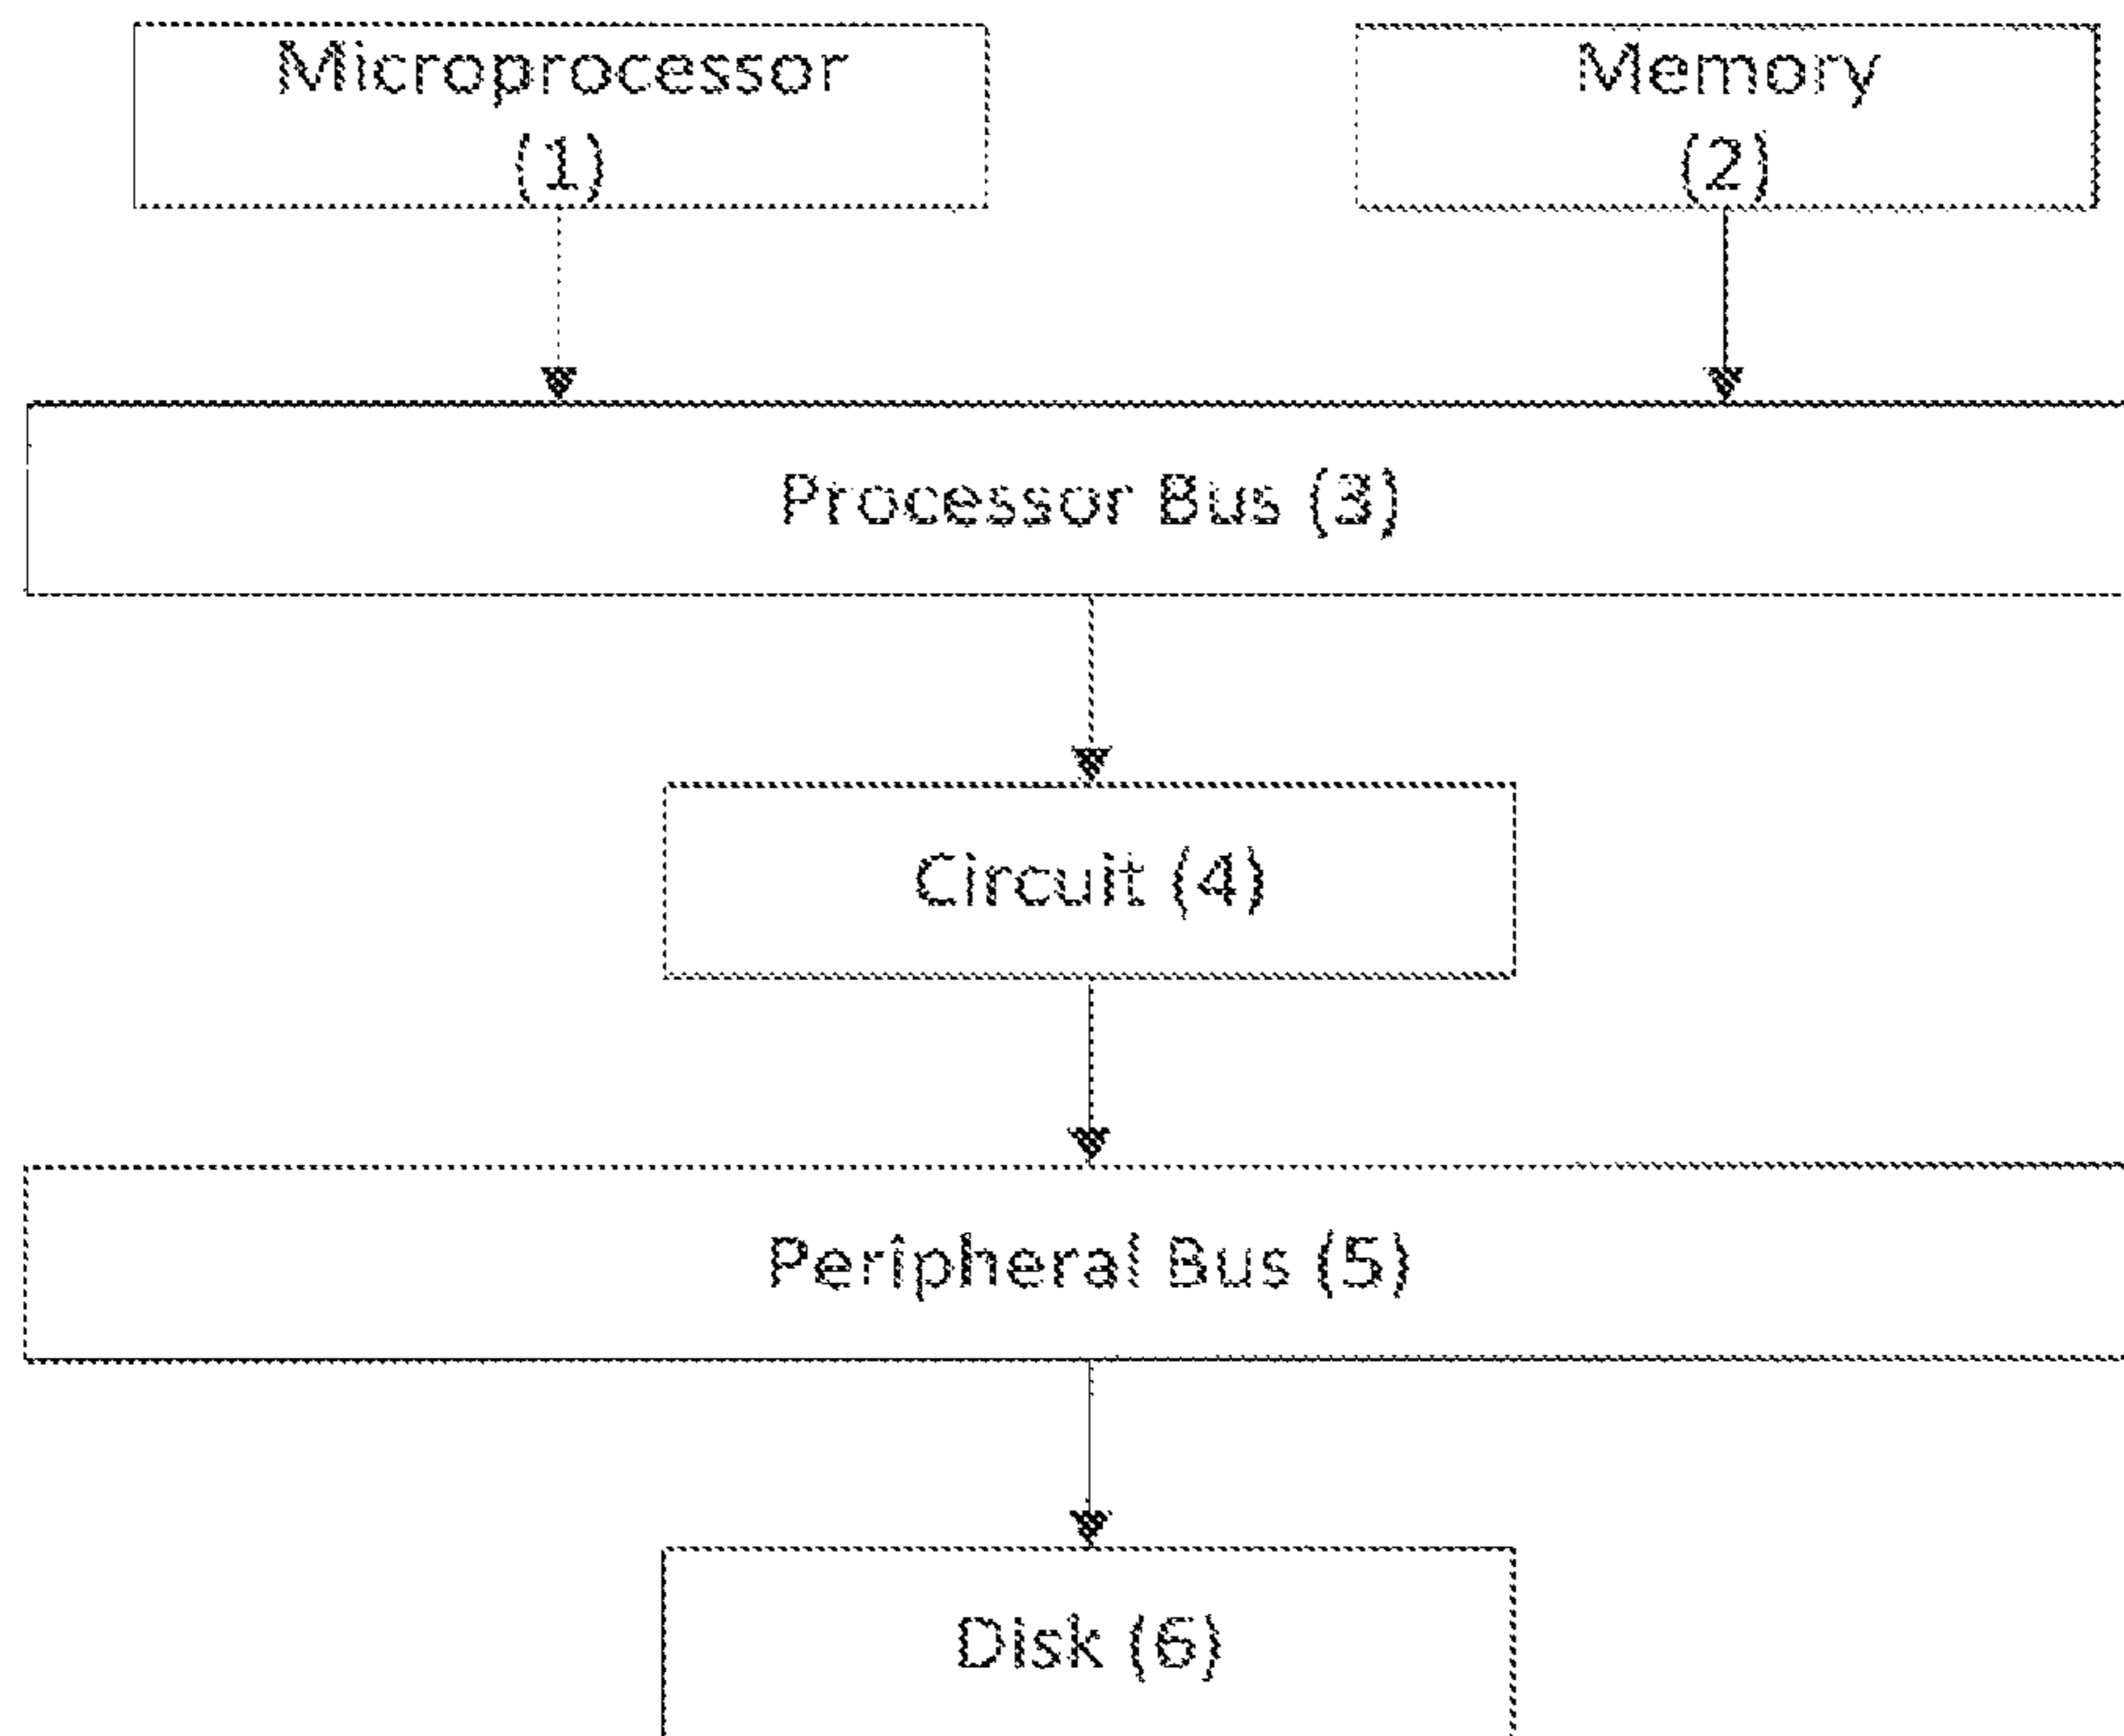 Microprocessor
(1)
Memory
(2)
Processor Bus (3)
Circuit (4)
Peripheral Bus (5)
Disk (6)